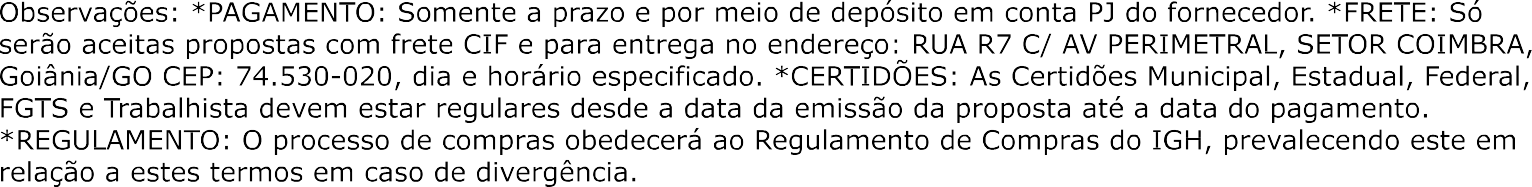 Observações: *PAGAMENTO: Somente a prazo e por meio de depósito em conta PJ do fornecedor. *FRETE: Só
serão aceitas propostas com frete CIF e para entrega no endereço: RUA R7 C/ AV PERIMETRAL, SETOR COIMBRA,
Goiânia/GO CEP: 74.530-020, dia e horário especificado. *CERTIDÕES: As Certidões Municipal, Estadual, Federal,
FGTS e Trabalhista devem estar regulares desde a data da emissão da proposta até a data do pagamento.
*REGULAMENTO: O processo de compras obedecerá ao Regulamento de Compras do IGH, prevalecendo este em
relação a estes termos em caso de divergência.